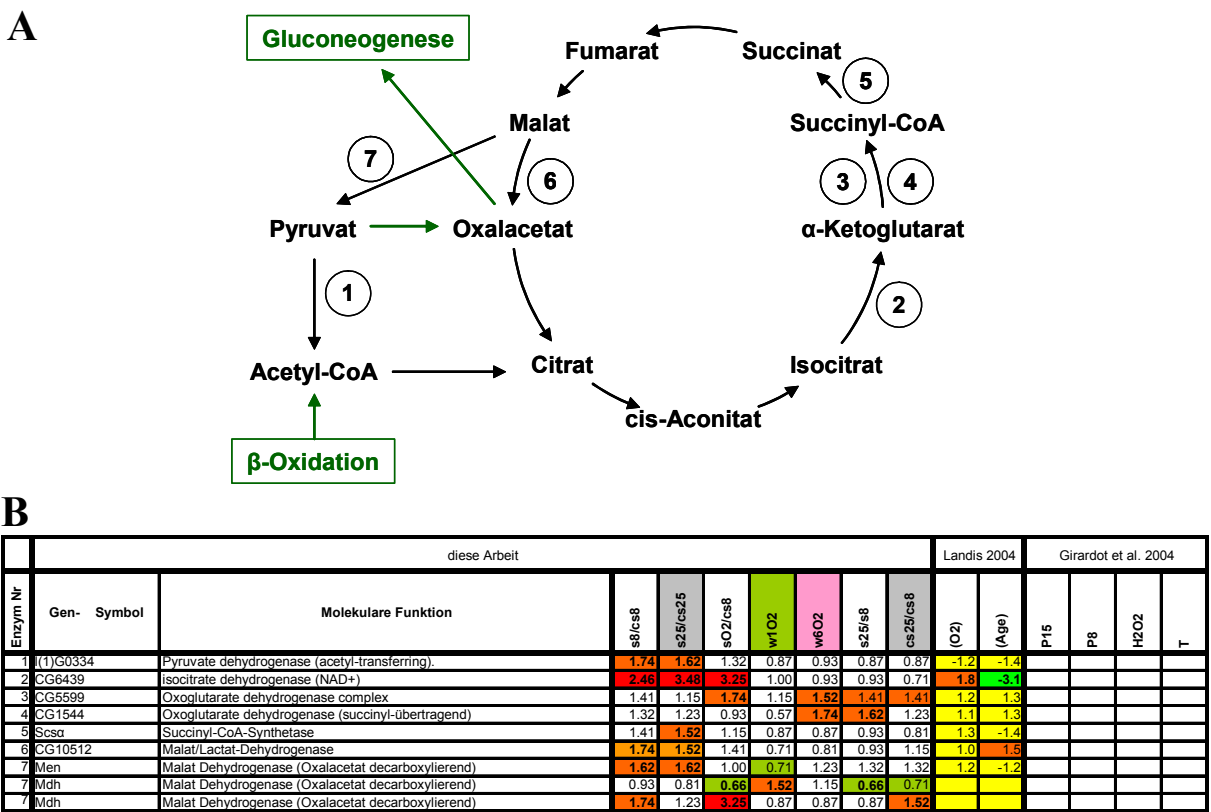 A
Gluconeogenese
Fumarat Succinat
5
Malat Succinyl-CoA
7 6 3 4
Pyruvat Oxalacetat α-Ketoglutarat
1 2
Acetyl-CoA Citrat Isocitrat
cis-Aconitat
β-Oxidation
B
diese Arbeit Landis 2004 Girardot et al. 2004
Enzym Nr Gen- Symbol Molekulare Funktion s8/cs8 s25/cs25 sO2/cs8 w1O2 w6O2 s25/s8 cs25/cs8 (O2) (Age) P15 P8 H2O2 T
1 l(1)G0334 Pyruvate dehydrogenase (acetyl-transferring). 1.74 1.62 1.32 0.87 0.93 0.87 0.87 -1.2 -1.4
2 CG6439 isocitrate dehydrogenase (NAD+) 2.46 3.48 3.25 1.00 0.93 0.93 0.71 1.8 -3.1
3 CG5599 Oxoglutarate dehydrogenase complex 1.41 1.15 1.74 1.15 1.52 1.41 1.41 1.2 1.3
4 CG1544 Oxoglutarate dehydrogenase (succinyl-übertragend) 1.32 1.23 0.93 0.57 1.74 1.62 1.23 1.1 1.3
5 Scsα Succinyl-CoA-Synthetase 1.41 1.52 1.15 0.87 0.87 0.93 0.81 1.3 -1.4
6 CG10512 Malat/Lactat-Dehydrogenase 1.74 1.52 1.41 0.71 0.81 0.93 1.15 1.0 1.5
7 Men Malat Dehydrogenase (Oxalacetat decarboxylierend) 1.62 1.62 1.00 0.71 1.23 1.32 1.32 1.2 -1.2
7 Mdh Malat Dehydrogenase (Oxalacetat decarboxylierend) 0.93 0.81 0.66 1.52 1.15 0.66 0.71
7 Mdh Malat Dehydrogenase (Oxalacetat decarboxylierend) 1.74 1.23 3.25 0.87 0.87 0.87 1.52